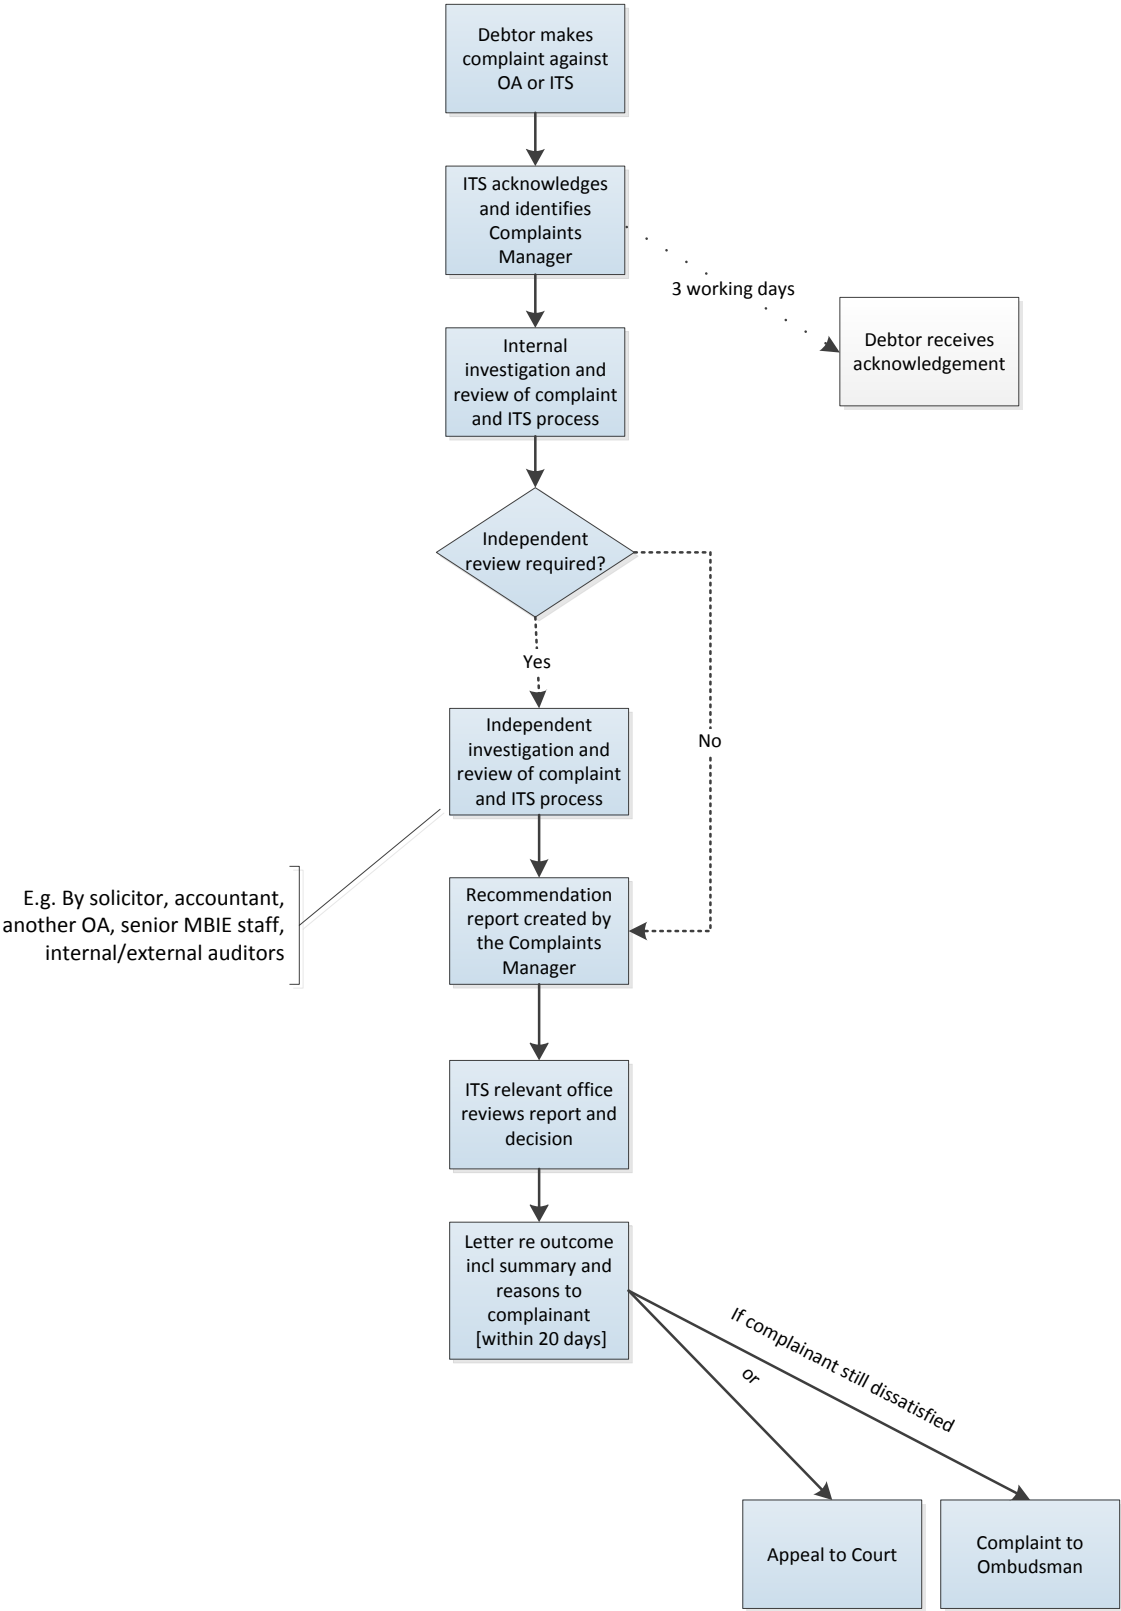 Debtor makes
complaint against
OA or ITS
ITS acknowledges
and identifies
Complaints
Manager
3 working days
Debtor receives
acknowledgement
Internal
investigation and
review of complaint
and ITS process
Independent
review required?
Yes
No
Independent
investigation and
review of complaint
and ITS process
E.g. By solicitor, accountant,
another OA, senior MBIE staff,
internal/external auditors
Recommendation
report created by
the Complaints
Manager
ITS relevant office
reviews report and
decision
Letter re outcome
incl summary and
reasons to
complainant
[within 20 days]
If complainant still dissatisfied
or
Appeal to Court
Complaint to
Ombudsman